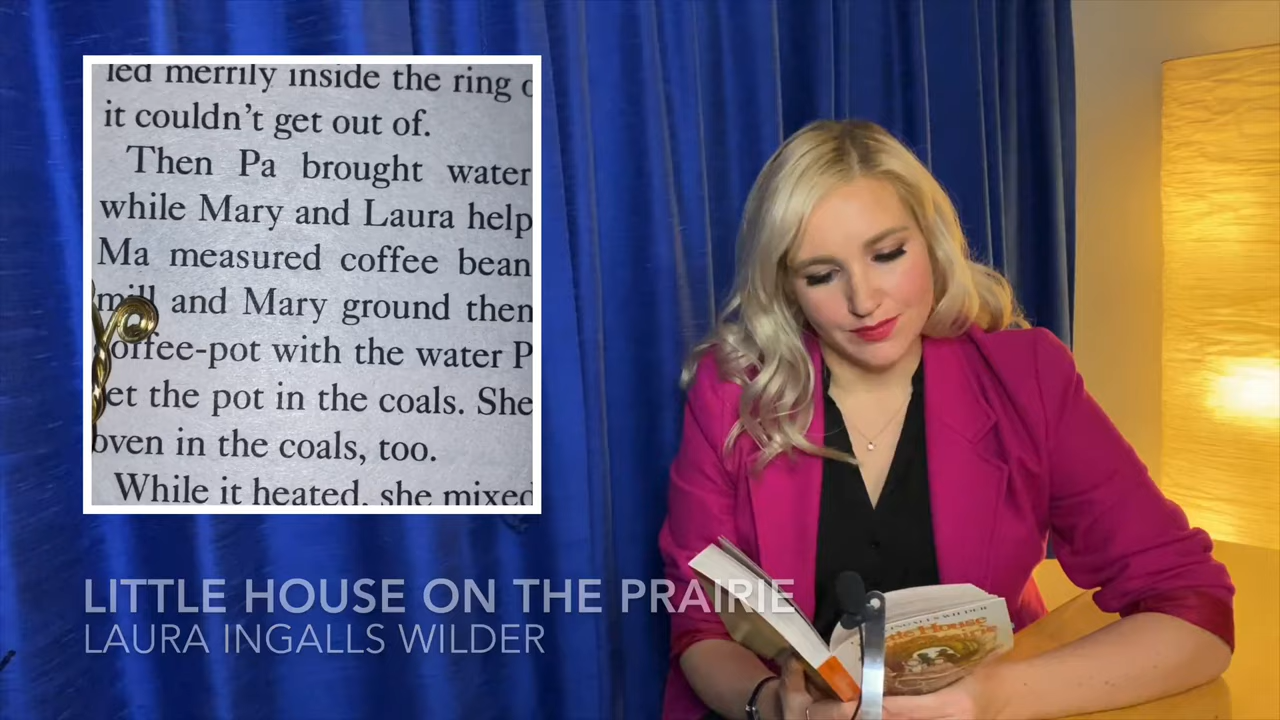 led merrily inside the ring
it couldn't get out of.
Then Pa brought water
while Mary and Laura help
Ma measured coffee bean
mill and Mary ground then
offee-pot with the water P
et the pot in the coals. She
oven in the coals, too.
While it heated, she mixed
LITTLE HOUSE ON THE PRAIRIE
LAURA INGALLS WILDER
INGALLS WILDER
House